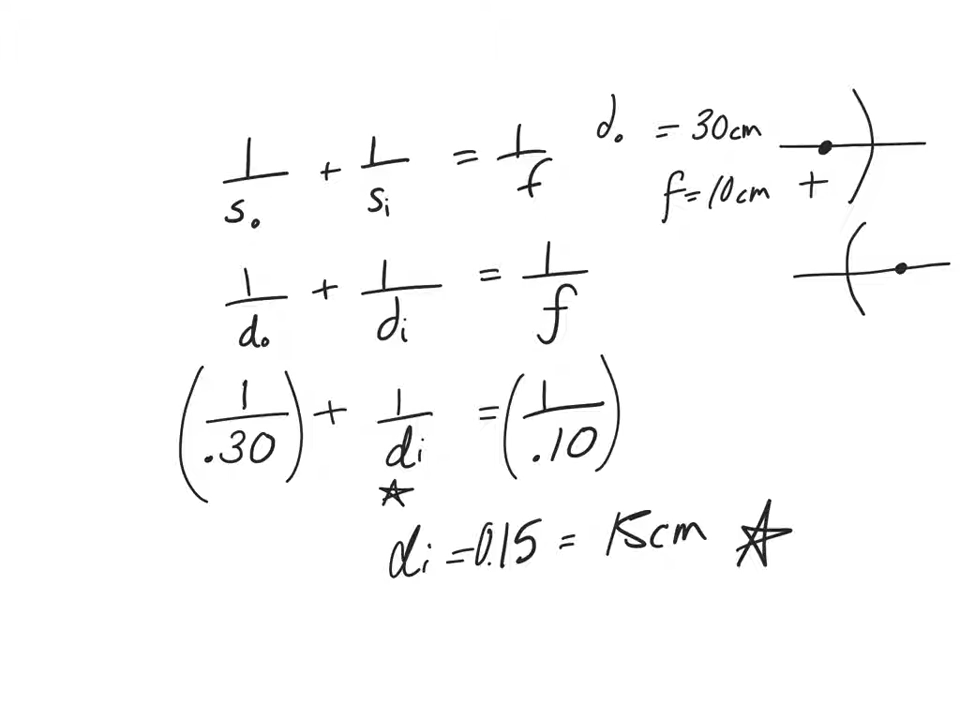 1/s₀ + 1/sᵢ = 1/f
d₀ = 30cm
f = 10cm +
1/d₀ + 1/dᵢ = 1/f
(1/.30) + 1/dᵢ = (1/.10)
dᵢ = 0.15 = 15cm